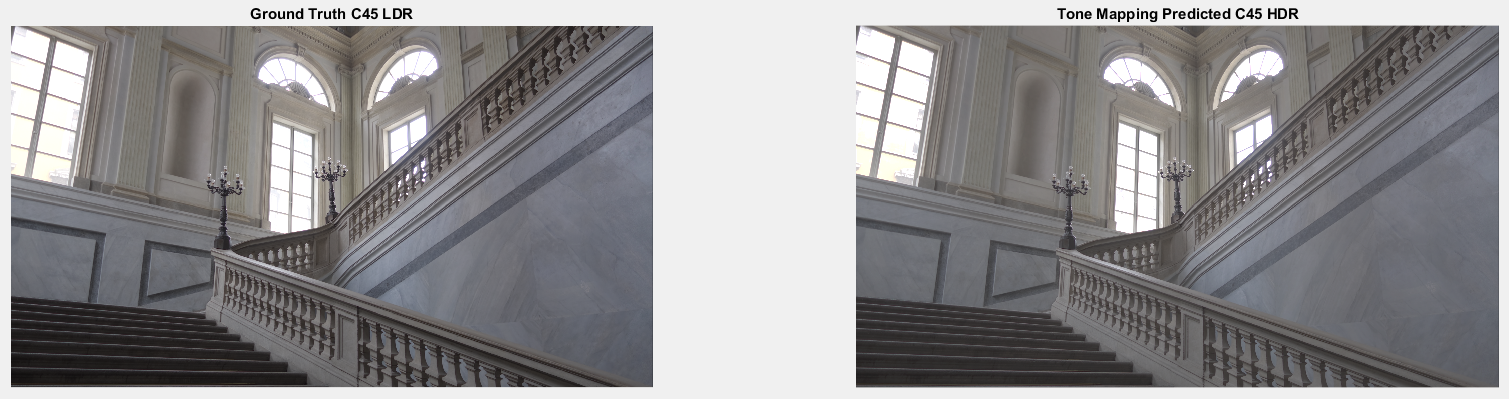 Ground Truth C45 LDR
Tone Mapping Predicted C45 HDR